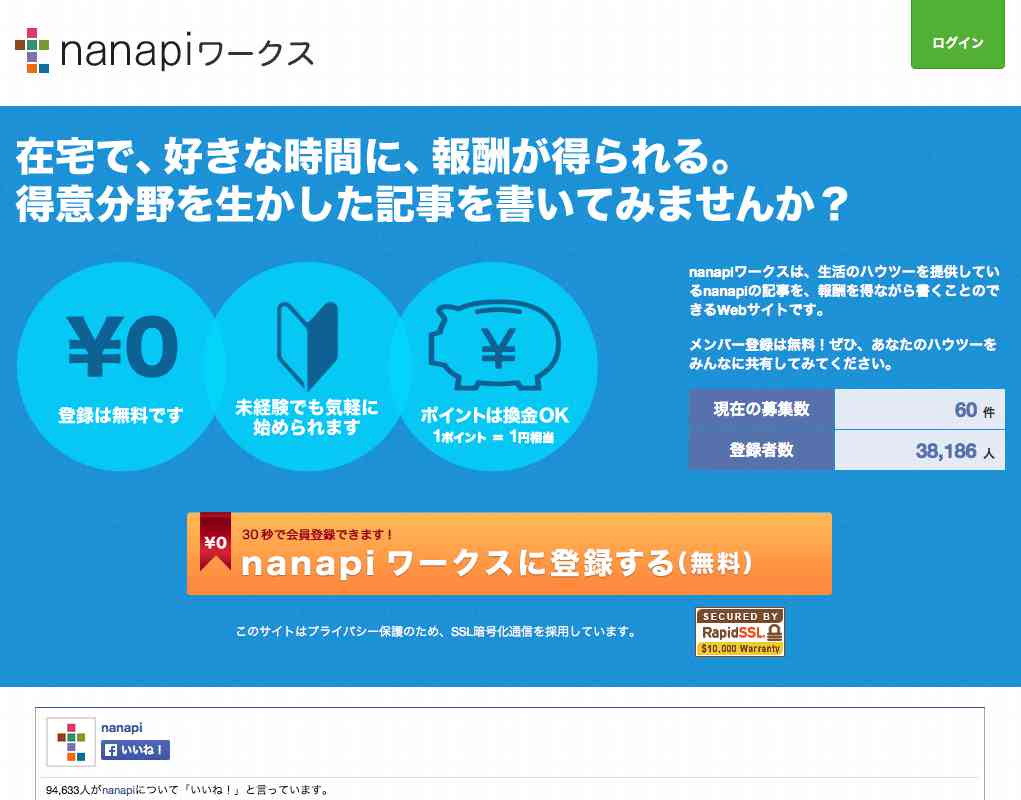 nanapiワークス
ログイン
在宅で、好きな時間に、報酬が得られる。
得意分野を生かした記事を書いてみませんか？
¥0
登録は無料です
未経験でも気軽に
始められます
¥
ポイントは換金OK
1ポイント = 1円相当
nanapiワークスは、生活のハウツーを提供してい
るnanapiの記事を、報酬を得ながら書くことので
きるWebサイトです。
メンバー登録は無料！ぜひ、あなたのハウツーを
みんなに共有してみてください。
現在の募集数 60 件
登録者数 38,186 人
¥0
30秒で会員登録できます！
nanapi ワークスに登録する(無料)
このサイトはプライバシー保護のため、SSL暗号化通信を採用しています。
SECURED BY
RapidSSL
$10,000 Warranty
nanapi
いいね！
94,633人がnanapiについて「いいね！」と言っています。